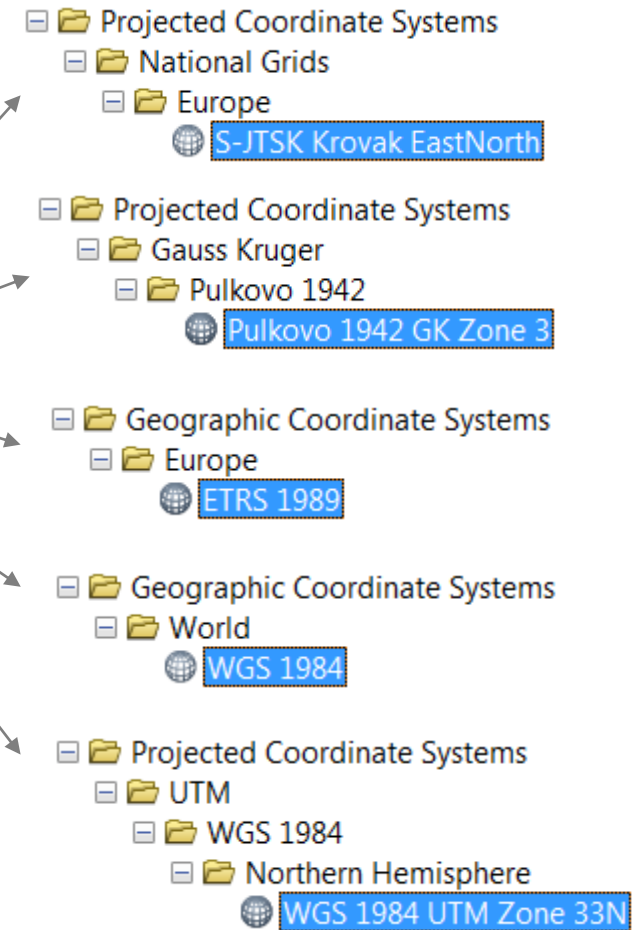 Projected Coordinate Systems
National Grids
Europe
S-JTSK Krovak EastNorth
Projected Coordinate Systems
Gauss Kruger
Pulkovo 1942
Pulkovo 1942 GK Zone 3
Geographic Coordinate Systems
Europe
ETRS 1989
Geographic Coordinate Systems
World
WGS 1984
Projected Coordinate Systems
UTM
WGS 1984
Northern Hemisphere
WGS 1984 UTM Zone 33N